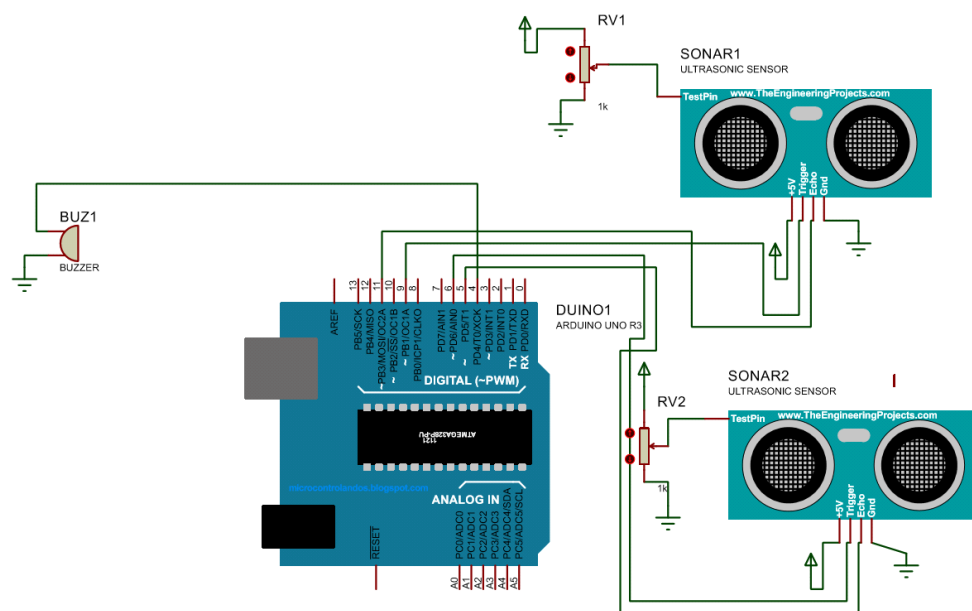 RV1
1k
SONAR1
ULTRASONIC SENSOR
TestPin
www.TheEngineeringProjects.com
+5V
Trigger
Echo
Gnd
BUZ1
BUZZER
DUINO1
ARDUINO UNO R3
AREF
13
12
11
10
9
8
7
6
5
4
3
2
1
0
PB5/SCK
PB4/MISO
~PB3/MOSI/OC2A
~PB2/SS/OC1B
~PB1/OC1A
PB0/ICP1/CLKO
PD7/AIN1
~PD6/AIN0
~PD5/T1
PD4/T0/XCK
~PD3/INT1
PD2/INT0
PD1/TXD
PD0/RXD
TX
RX
DIGITAL (~PWM)
ATMEGA328P-PU
1121
microcontrolandos.blogspot.com
ANALOG IN
RESET
PC0/ADC0
PC1/ADC1
PC2/ADC2
PC3/ADC3
PC4/ADC4/SDA
PC5/ADC5/SCL
A0
A1
A2
A3
A4
A5
RV2
1k
SONAR2
ULTRASONIC SENSOR
TestPin
www.TheEngineeringProjects.com
+5V
Trigger
Echo
Gnd